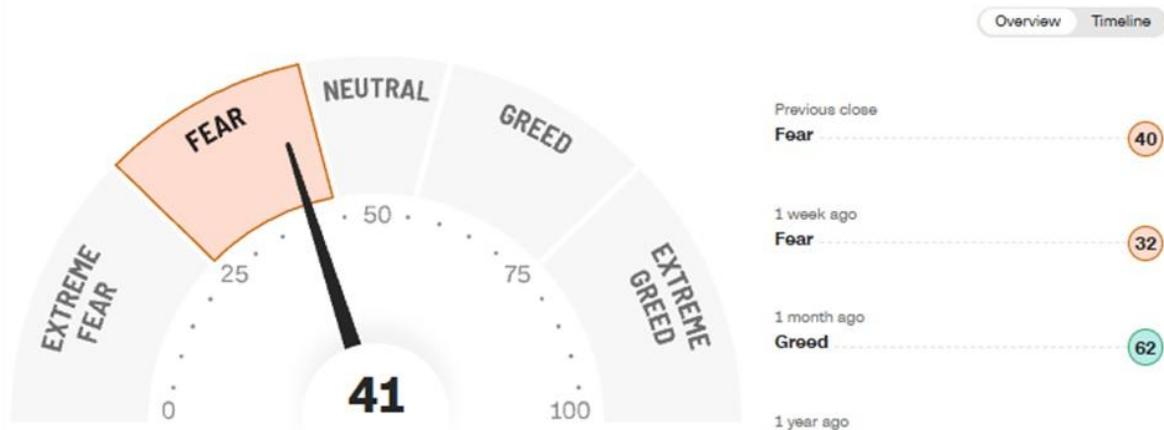 Overview Timeline
EXTREME
FEAR
FEAR
NEUTRAL
GREED
EXTREME
GREED
0
25
50
75
100
41
Previous close
Fear 40
1 week ago
Fear 32
1 month ago
Greed 62
1 year ago